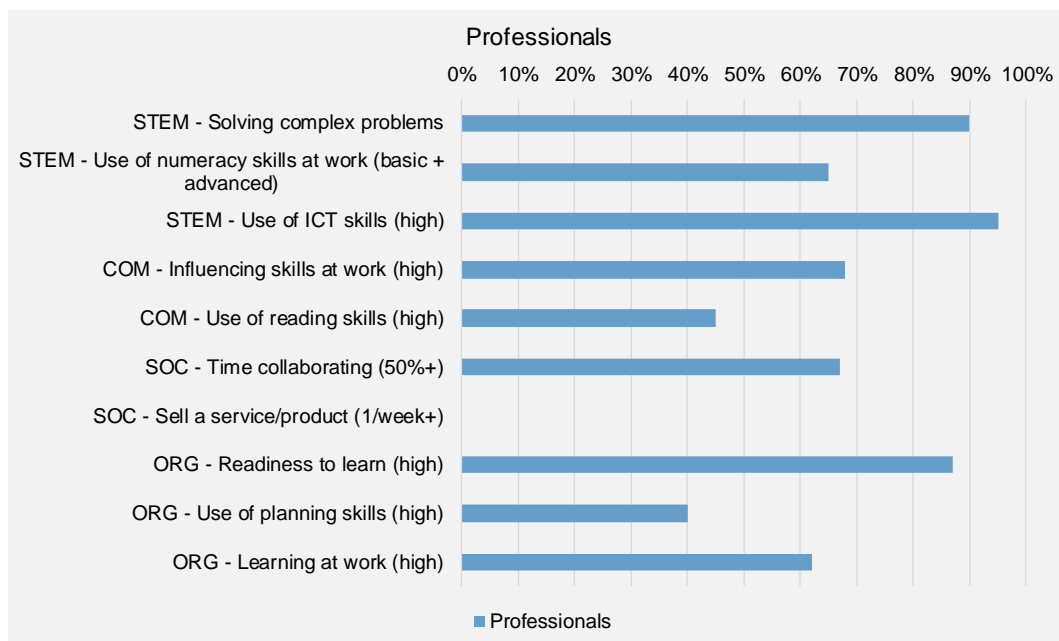 Professionals
0% 10% 20% 30% 40% 50% 60% 70% 80% 90% 100%
STEM - Solving complex problems
STEM - Use of numeracy skills at work (basic +
advanced)
STEM - Use of ICT skills (high)
COM - Influencing skills at work (high)
COM - Use of reading skills (high)
SOC - Time collaborating (50%+)
SOC - Sell a service/product (1/week+)
ORG - Readiness to learn (high)
ORG - Use of planning skills (high)
ORG - Learning at work (high)
Professionals